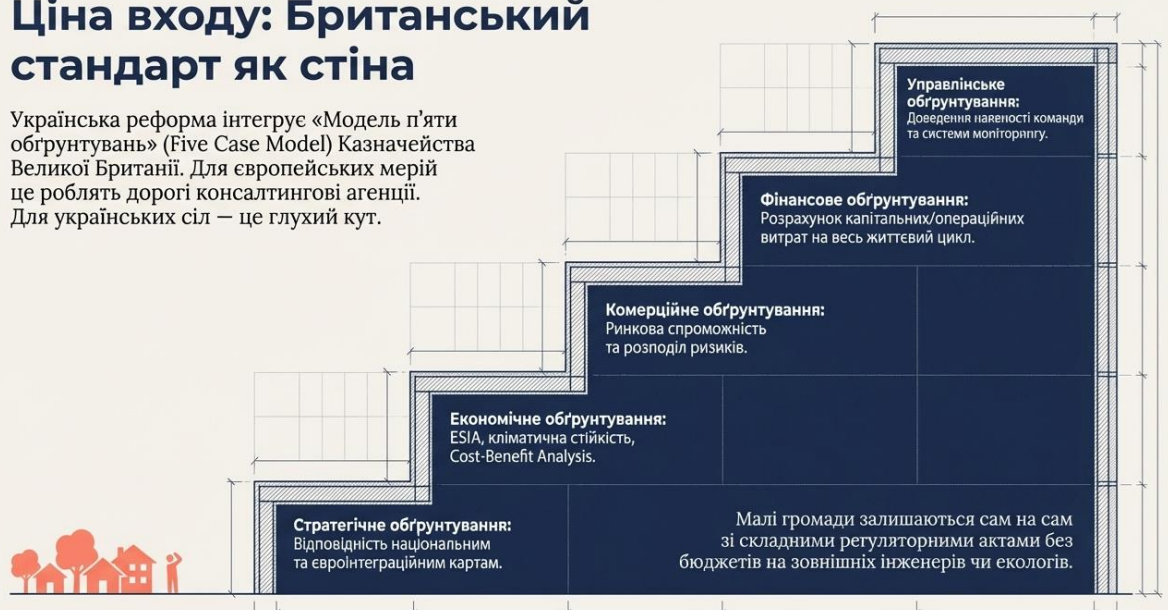 Ціна входу: Британський
стандарт як стіна
Українська реформа інтегрує «Модель п’яти
обґрунтувань» (Five Case Model) Казначейства
Великої Британії. Для європейських мерій
це роблять дорогі консалтингові агенції.
Для українських сіл — це глухий кут.
Управлінське
обґрунтування:
Доведення наявності команди
та системи моніторингу.
Фінансове обґрунтування:
Розрахунок капітальних/операційних
витрат на весь життєвий цикл.
Комерційне обґрунтування:
Ринкова спроможність
та розподіл ризиків.
Економічне обґрунтування:
ESIA, кліматична стійкість,
Cost-Benefit Analysis.
Стратегічне обґрунтування:
Відповідність національним
та євроінтеграційним картам.
Малі громади залишаються сам на сам
зі складними регуляторними актами без
бюджетів на зовнішніх інженерів чи екологів.